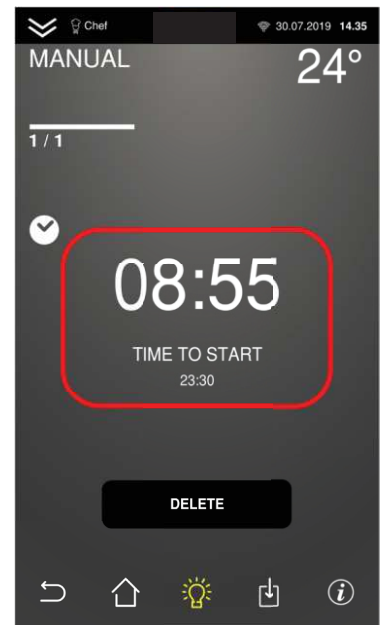 Chef 30.07.2019 14.35
MANUAL 24°
1 / 1
08:55
TIME TO START
23:30
DELETE
i